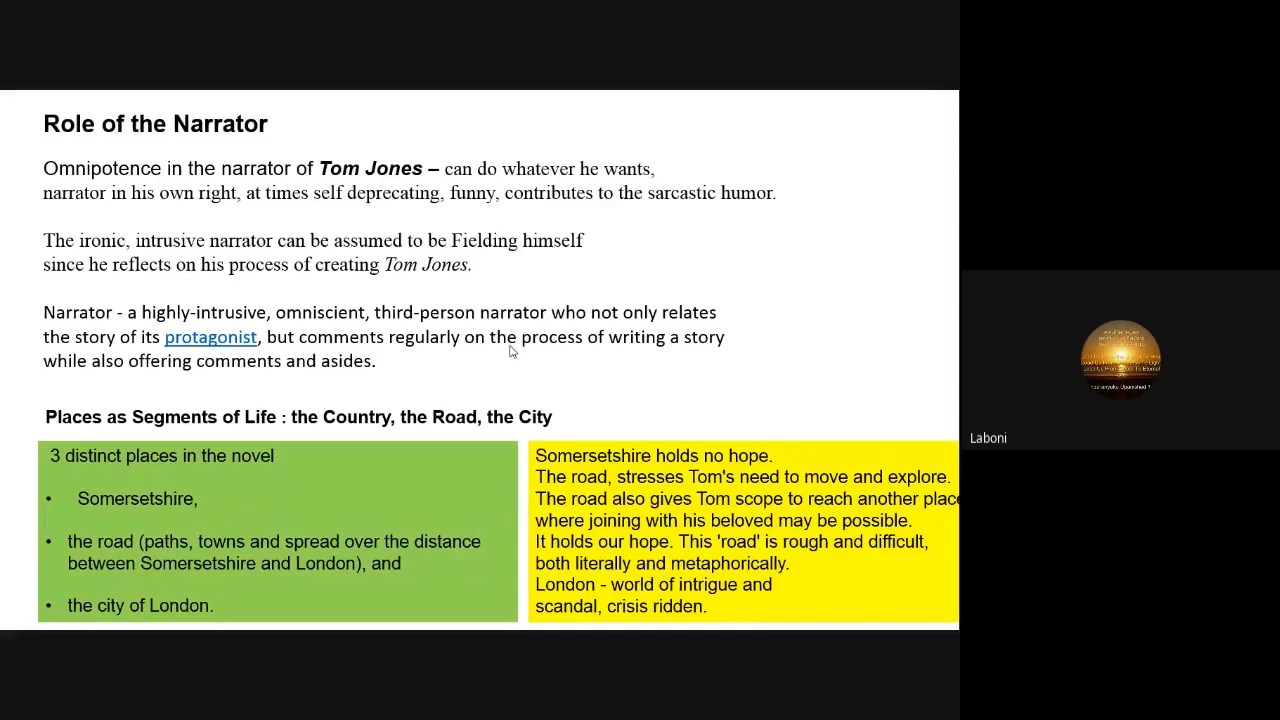 Role of the Narrator
Omnipotence in the narrator of Tom Jones – can do whatever he wants,
narrator in his own right, at times self deprecating, funny, contributes to the sarcastic humor.
The ironic, intrusive narrator can be assumed to be Fielding himself
since he reflects on his process of creating Tom Jones.
Narrator - a highly-intrusive, omniscient, third-person narrator who not only relates
the story of its protagonist, but comments regularly on the process of writing a story
while also offering comments and asides.
Places as Segments of Life : the Country, the Road, the City
3 distinct places in the novel
• Somersetshire,
• the road (paths, towns and spread over the distance
between Somersetshire and London), and
• the city of London.
Somersetshire holds no hope.
The road, stresses Tom's need to move and explore.
The road also gives Tom scope to reach another place
where joining with his beloved may be possible.
It holds our hope. This 'road' is rough and difficult,
both literally and metaphorically.
London - world of intrigue and
scandal, crisis ridden.
Laboni